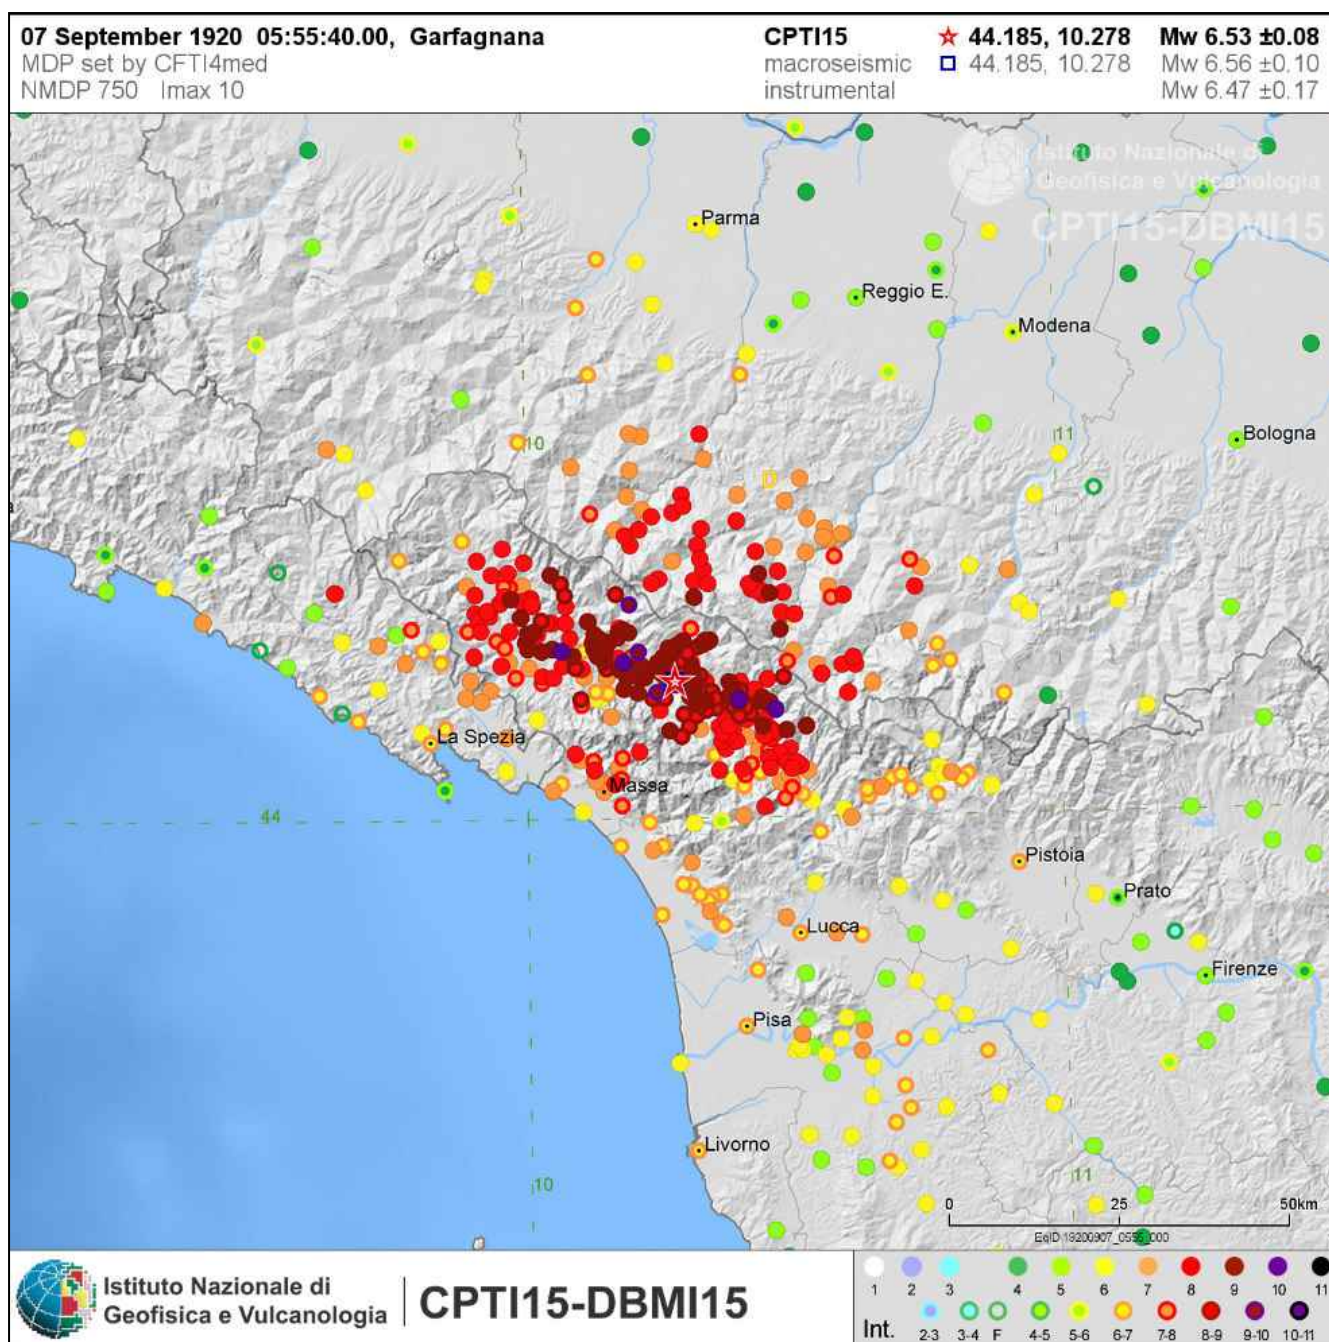 07 September 1920 05:55:40.00, Garfagnana
MDP set by CFTI4med
NMDP 750 Imax 10
CPTI15 44.185, 10.278 Mw 6.53 ±0.08
macroseismic 44.185, 10.278 Mw 6.56 ±0.10
instrumental Mw 6.47 ±0.17
Istituto Nazionale di
Geofisica e Vulcanologia
CPTI15-DBMI15
Parma
Reggio E.
Modena
10
11
Bologna
D
La Spezia
Massa
44
Pistoia
Prato
Lucca
Firenze
Pisa
Livorno
10
11
0 25 50km
EqID 19200907_0555_000
Istituto Nazionale di
Geofisica e Vulcanologia
CPTI15-DBMI15
1 2 3 4 5 6 7 8 9 10 11
Int. 2-3 3-4 F 4-5 5-6 6-7 7-8 8-9 9-10 10-11